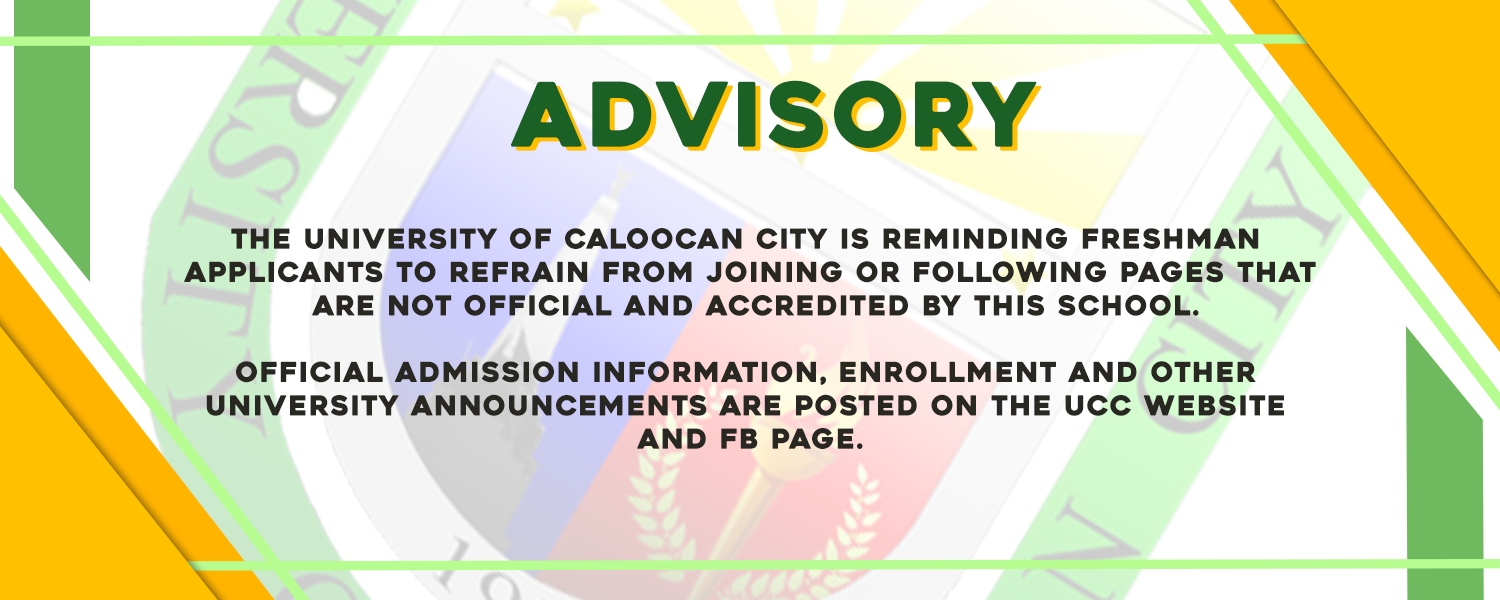 ADVISORY
THE UNIVERSITY OF CALOOCAN CITY IS REMINDING FRESHMAN
APPLICANTS TO REFRAIN FROM JOINING OR FOLLOWING PAGES THAT
ARE NOT OFFICIAL AND ACCREDITED BY THIS SCHOOL.
OFFICIAL ADMISSION INFORMATION, ENROLLMENT AND OTHER
UNIVERSITY ANNOUNCEMENTS ARE POSTED ON THE UCC WEBSITE
AND FB PAGE.
ERSITY
CITY